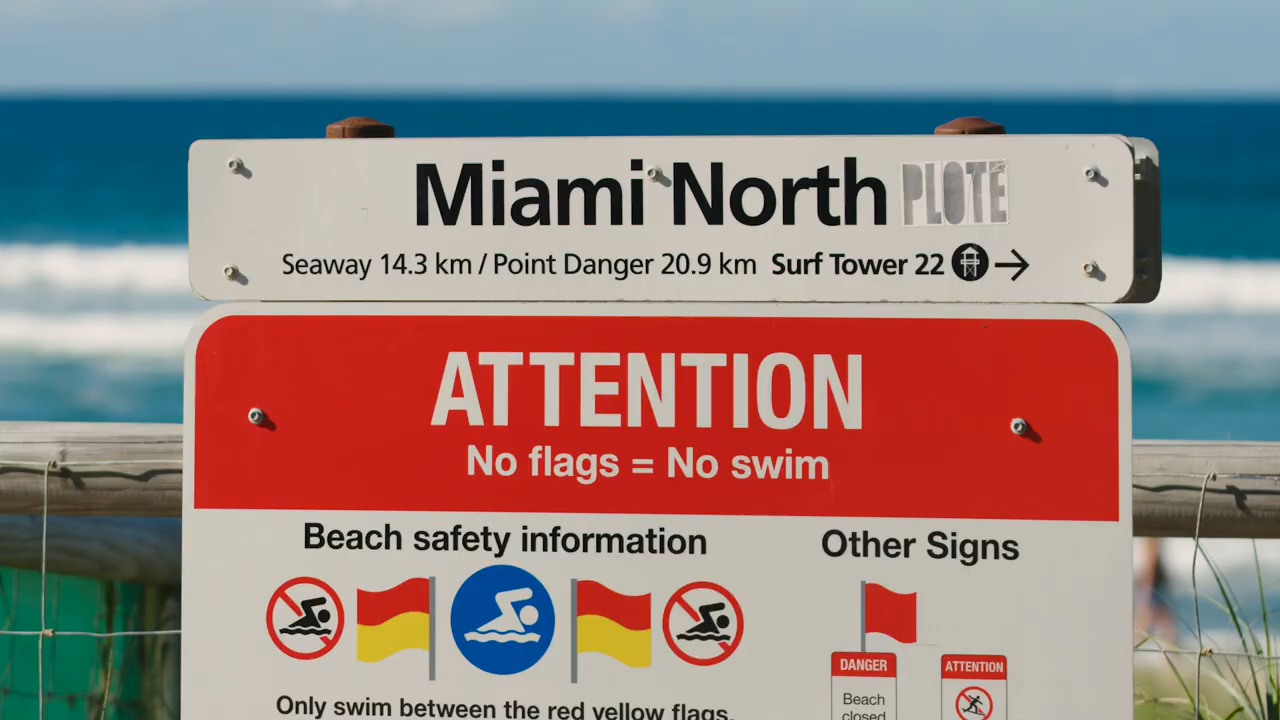 Miami North PLOTÉ
Seaway 14.3 km / Point Danger 20.9 km Surf Tower 22
ATTENTION
No flags = No swim
Beach safety information
Other Signs
DANGER
Beach
closed
ATTENTION
Only swim between the red yellow flags.